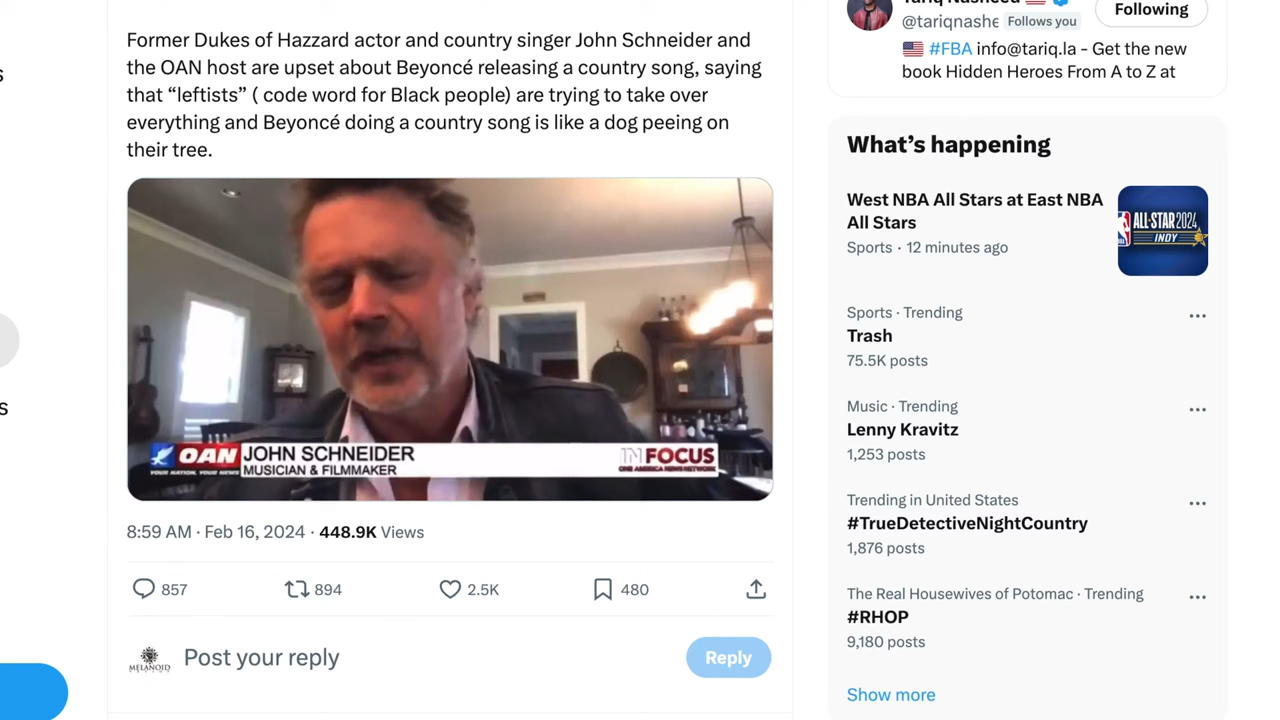 Former Dukes of Hazzard actor and country singer John Schneider and
the OAN host are upset about Beyoncé releasing a country song, saying
that “leftists” ( code word for Black people) are trying to take over
everything and Beyoncé doing a country song is like a dog peeing on
their tree.
OAN
YOUR NATION, YOUR NEWS
JOHN SCHNEIDER
MUSICIAN & FILMMAKER
IN FOCUS
ONE AMERICA NEWS NETWORK
8:59 AM · Feb 16, 2024 · 448.9K Views
857
894
2.5K
480
MELANOID
Post your reply
Reply
@tariqnashe Follows you
Following
#FBA info@tariq.la - Get the new
book Hidden Heroes From A to Z at
What’s happening
West NBA All Stars at East NBA
All Stars
Sports · 12 minutes ago
ALL-STAR 2024
INDY
Sports · Trending
Trash
75.5K posts
Music · Trending
Lenny Kravitz
1,253 posts
Trending in United States
#TrueDetectiveNightCountry
1,876 posts
The Real Housewives of Potomac · Trending
#RHOP
9,180 posts
Show more